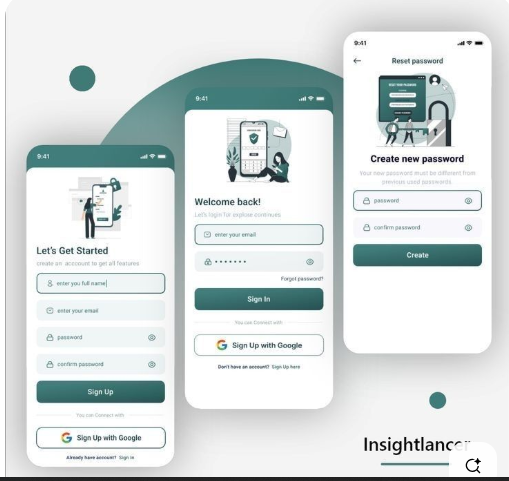 9:41
Let's Get Started
create an account to get all features
enter you full name
enter your email
password
confirm password
Sign Up
You can Connect with
Sign Up with Google
Already have account? Sign in
9:41
Welcome back!
Let's login for explore continues
enter your email
Forgot password?
Sign In
You can Connect with
Sign Up with Google
Don't have an account? Sign Up here
9:41
Reset password
Create new password
Your new password must be different from
previous used passwords
password
confirm password
Create
Insightlancer